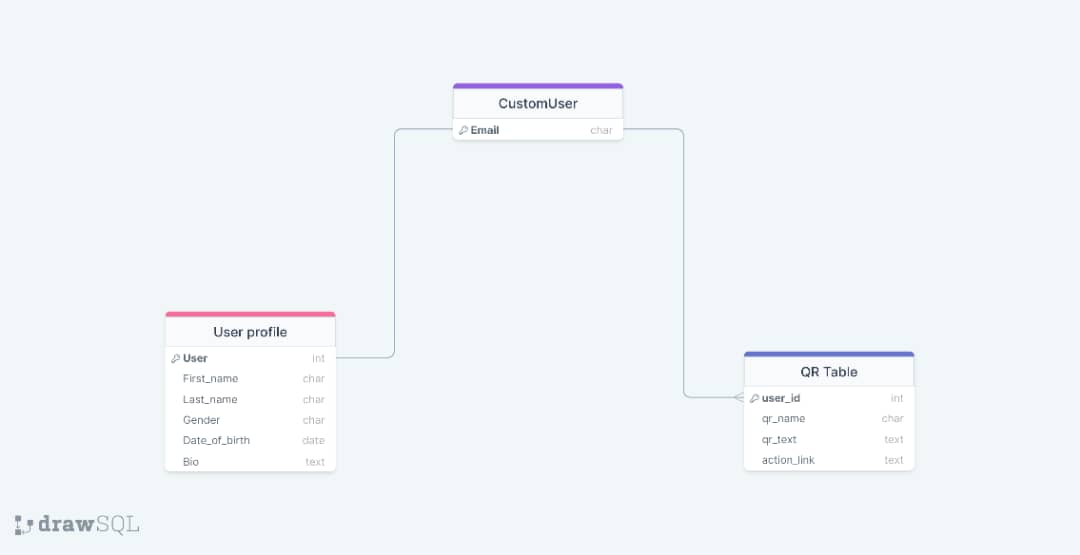 CustomUser
Email char
User profile
User int
First_name char
Last_name char
Gender char
Date_of_birth date
Bio text
QR Table
user_id int
qr_name char
qr_text text
action_link text
drawSQL